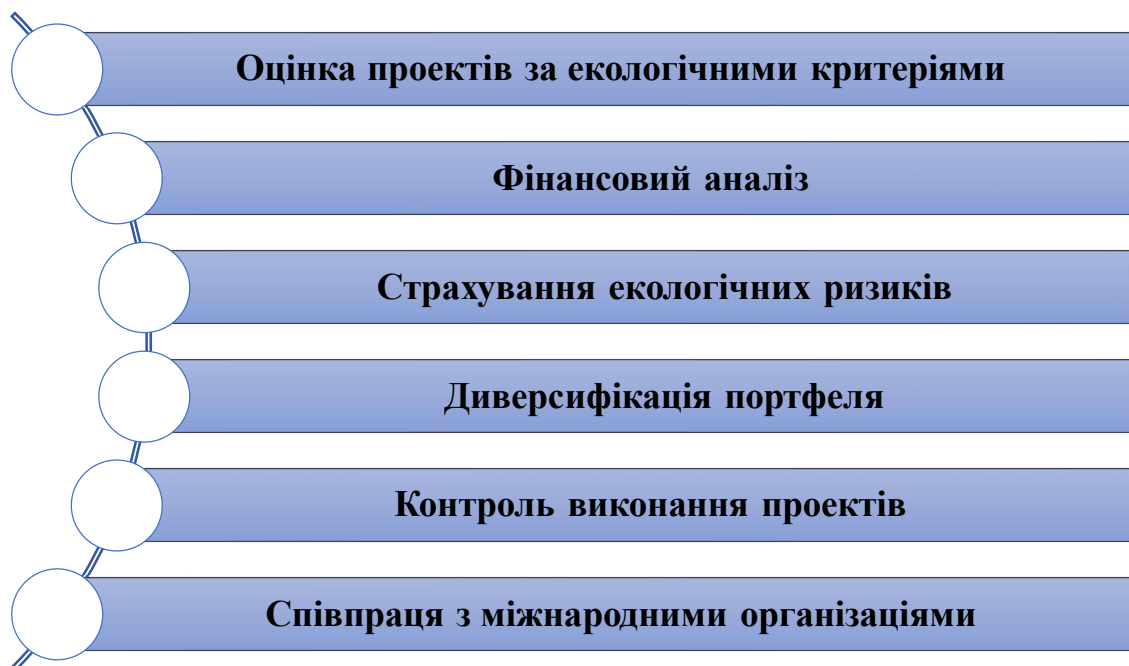 Оцінка проектів за екологічними критеріями
Фінансовий аналіз
Страхування екологічних ризиків
Диверсифікація портфеля
Контроль виконання проектів
Співпраця з міжнародними організаціями